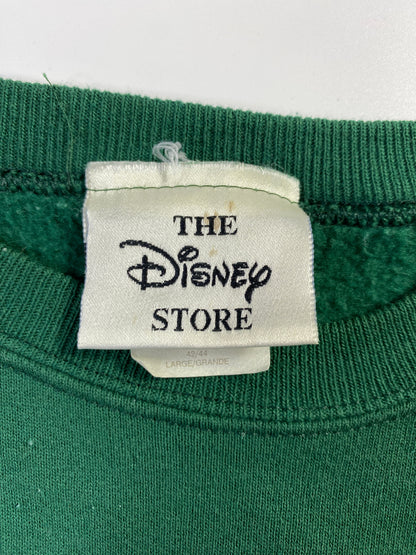 THE
Disney
STORE
42/44
LARGE/GRANDE